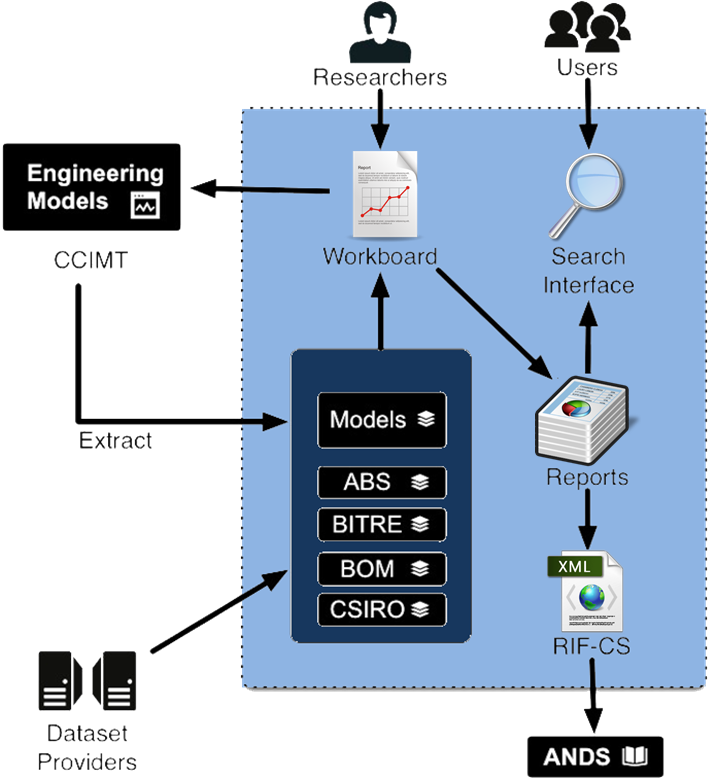 Researchers
Users
Engineering
Models
Report
Workboard
Search
Interface
CCIMT
Extract
Models
ABS
BITRE
BOM
CSIRO
Reports
XML
RIF-CS
Dataset
Providers
ANDS